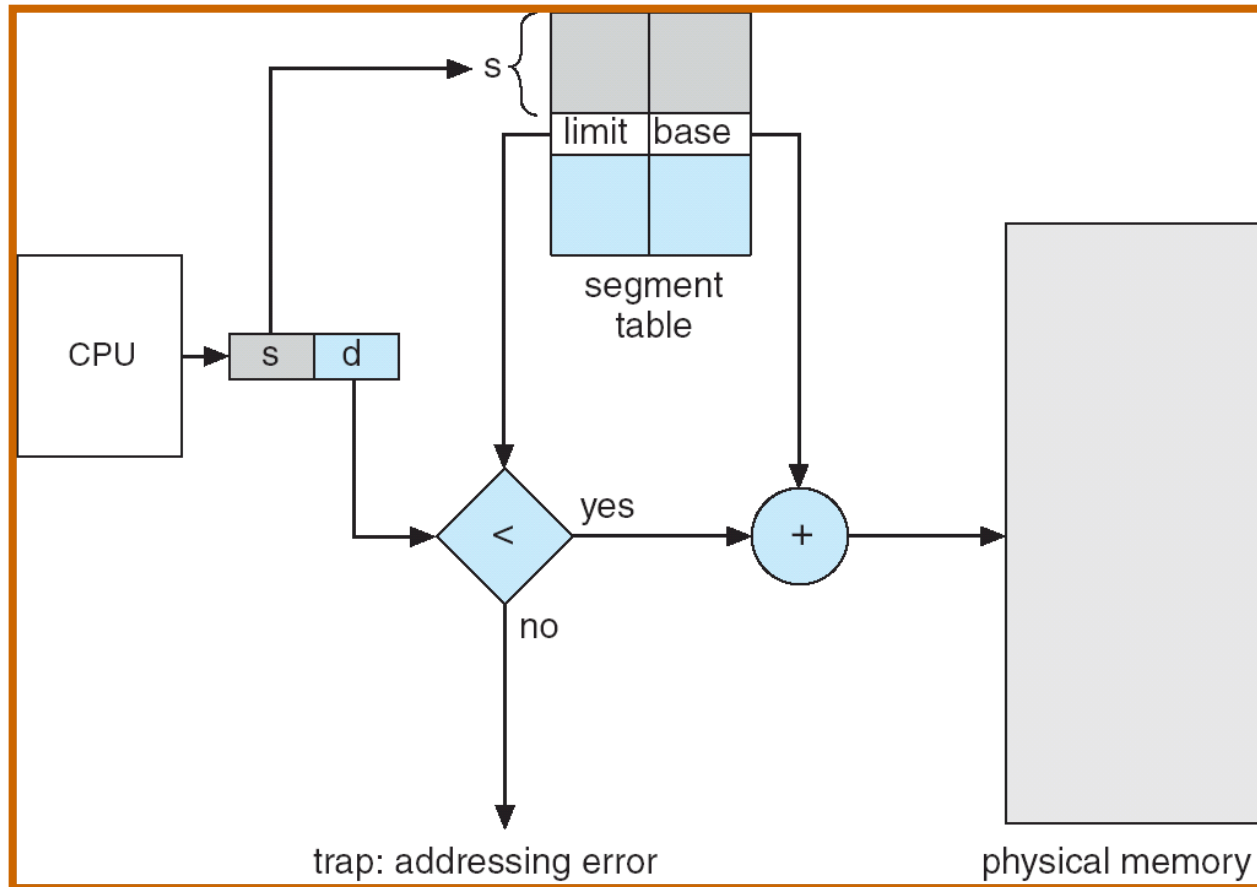 s
limit base
segment
table
CPU
s d
yes
<
+
no
trap: addressing error
physical memory